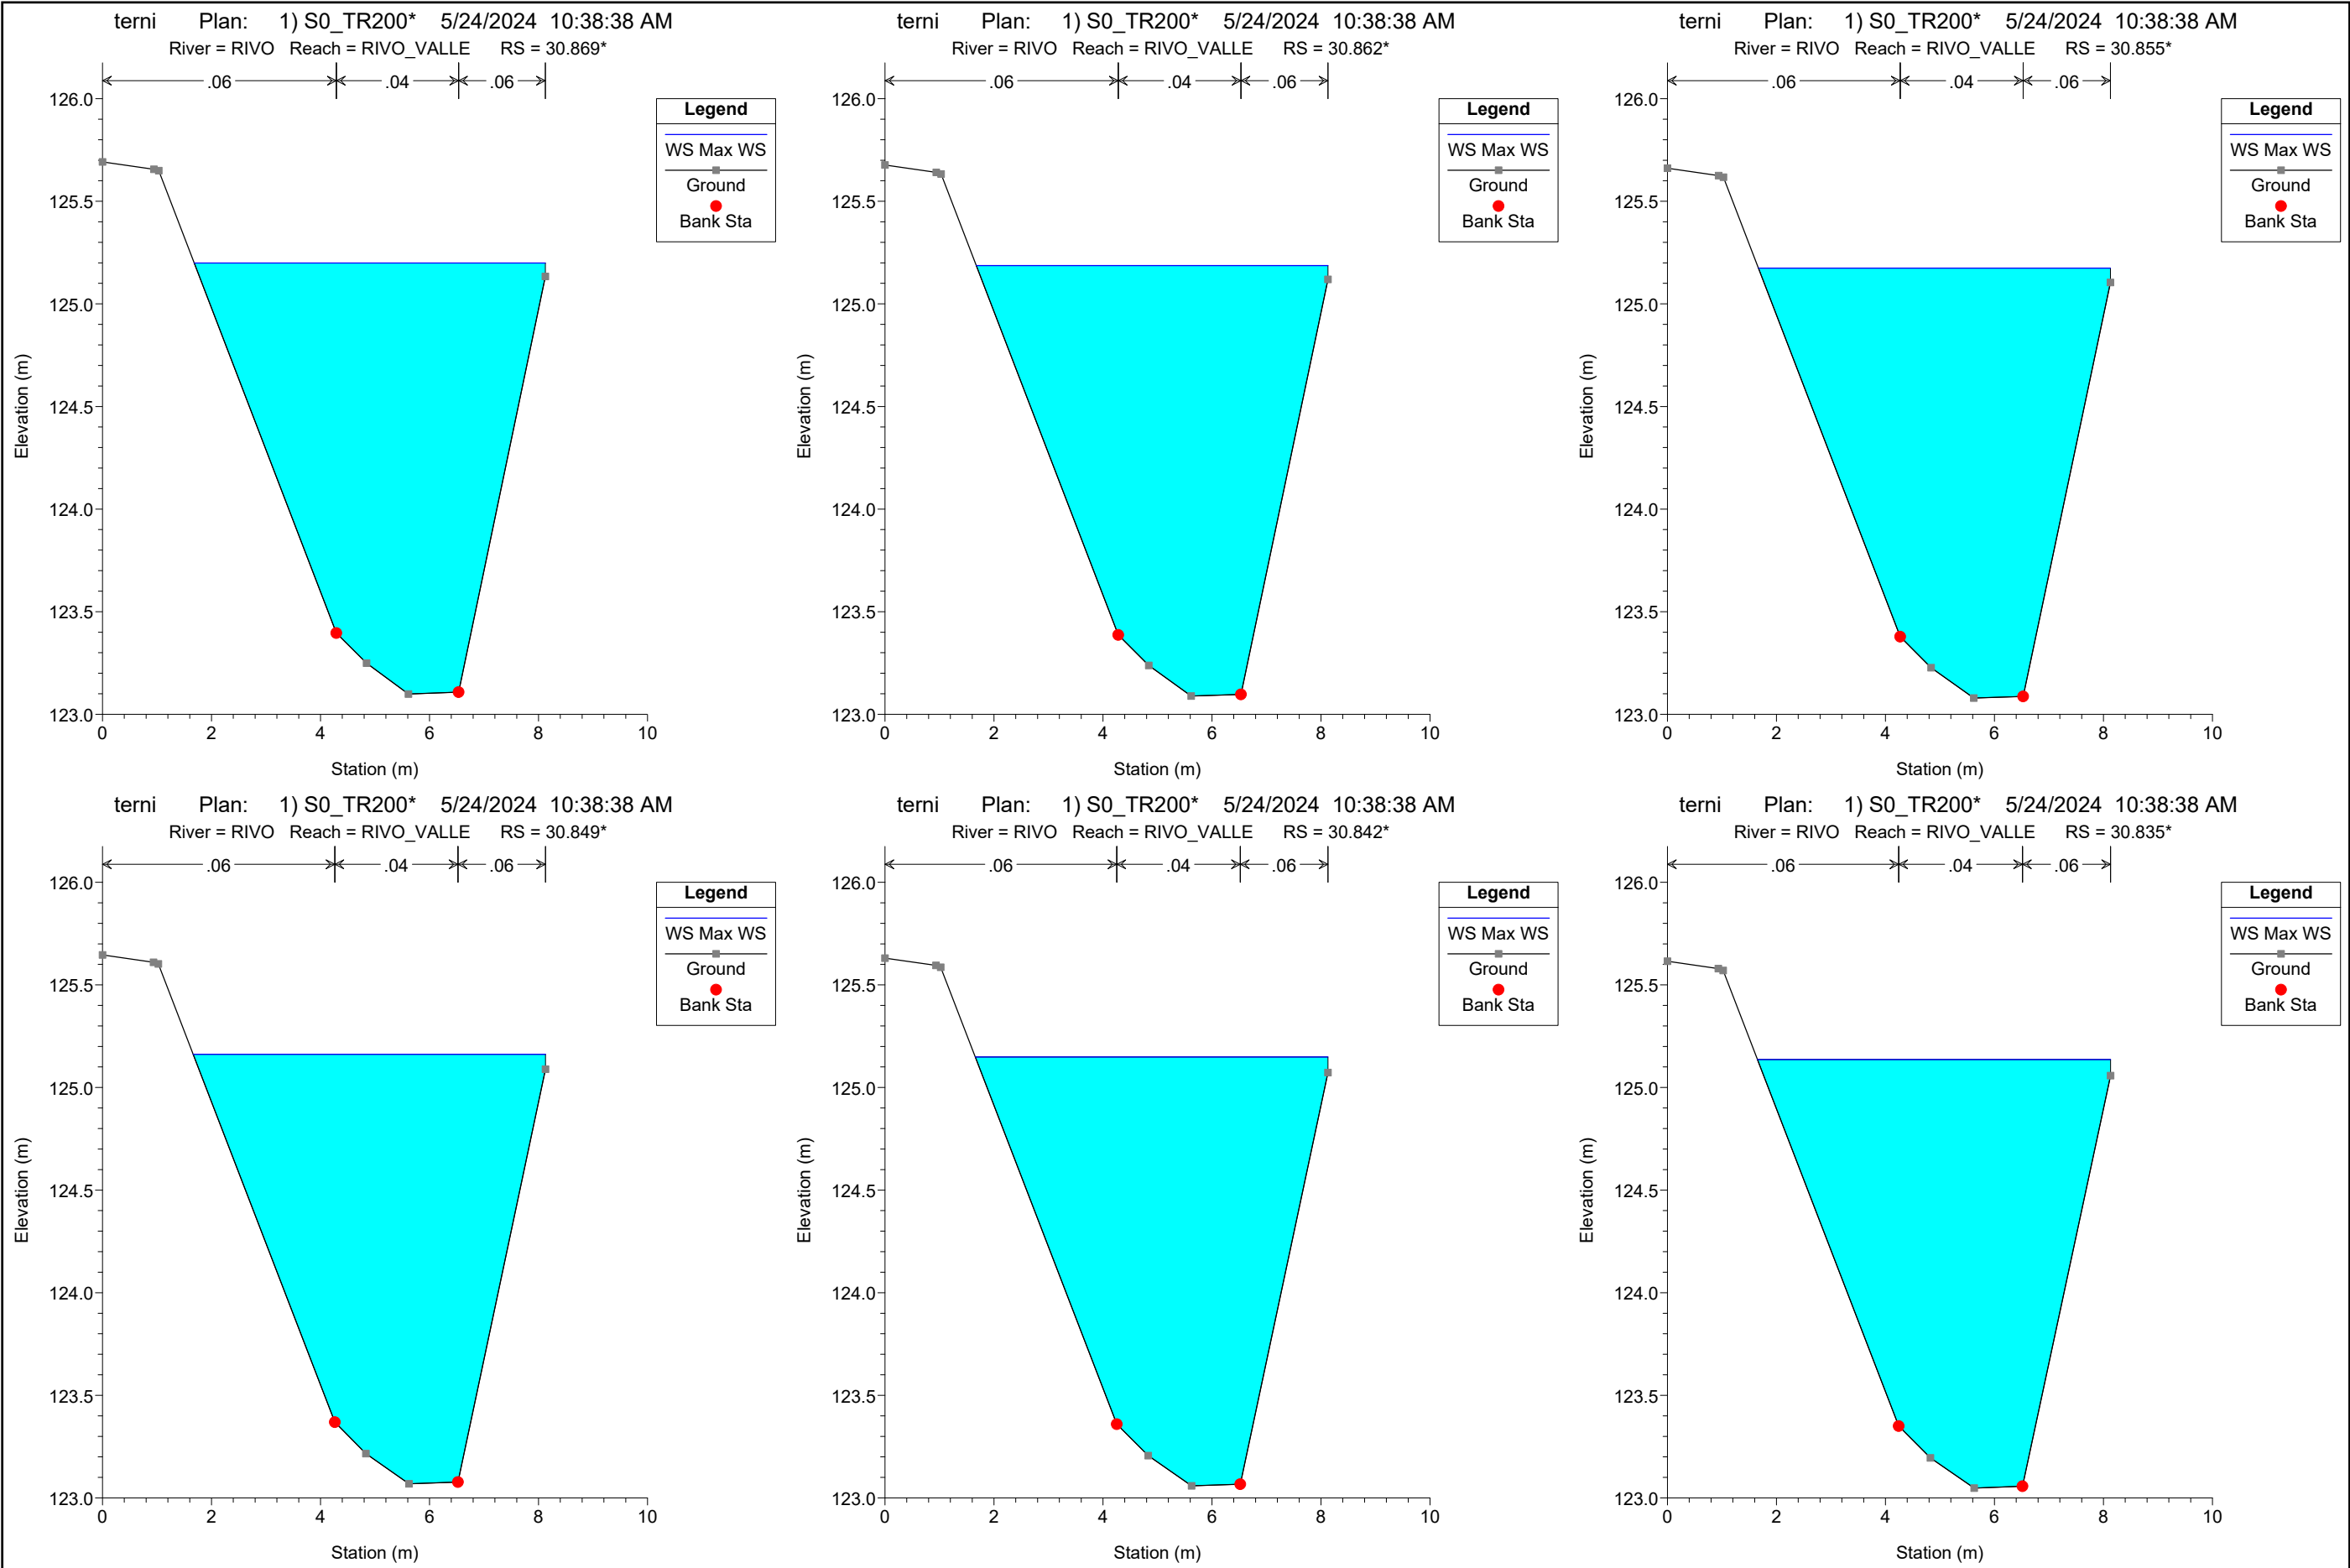 terni Plan: 1) S0_TR200* 5/24/2024 10:38:38 AM
River = RIVO Reach = RIVO_VALLE RS = 30.869*
.06 .04 .06
Legend
WS Max WS
Ground
Bank Sta
126.0
125.5
125.0
124.5
124.0
123.5
123.0
Elevation (m)
0 2 4 6 8 10
Station (m)
terni Plan: 1) S0_TR200* 5/24/2024 10:38:38 AM
River = RIVO Reach = RIVO_VALLE RS = 30.862*
.06 .04 .06
Legend
WS Max WS
Ground
Bank Sta
126.0
125.5
125.0
124.5
124.0
123.5
123.0
Elevation (m)
0 2 4 6 8 10
Station (m)
terni Plan: 1) S0_TR200* 5/24/2024 10:38:38 AM
River = RIVO Reach = RIVO_VALLE RS = 30.855*
.06 .04 .06
Legend
WS Max WS
Ground
Bank Sta
126.0
125.5
125.0
124.5
124.0
123.5
123.0
Elevation (m)
0 2 4 6 8 10
Station (m)
terni Plan: 1) S0_TR200* 5/24/2024 10:38:38 AM
River = RIVO Reach = RIVO_VALLE RS = 30.849*
.06 .04 .06
Legend
WS Max WS
Ground
Bank Sta
126.0
125.5
125.0
124.5
124.0
123.5
123.0
Elevation (m)
0 2 4 6 8 10
Station (m)
terni Plan: 1) S0_TR200* 5/24/2024 10:38:38 AM
River = RIVO Reach = RIVO_VALLE RS = 30.842*
.06 .04 .06
Legend
WS Max WS
Ground
Bank Sta
126.0
125.5
125.0
124.5
124.0
123.5
123.0
Elevation (m)
0 2 4 6 8 10
Station (m)
terni Plan: 1) S0_TR200* 5/24/2024 10:38:38 AM
River = RIVO Reach = RIVO_VALLE RS = 30.835*
.06 .04 .06
Legend
WS Max WS
Ground
Bank Sta
126.0
125.5
125.0
124.5
124.0
123.5
123.0
Elevation (m)
0 2 4 6 8 10
Station (m)